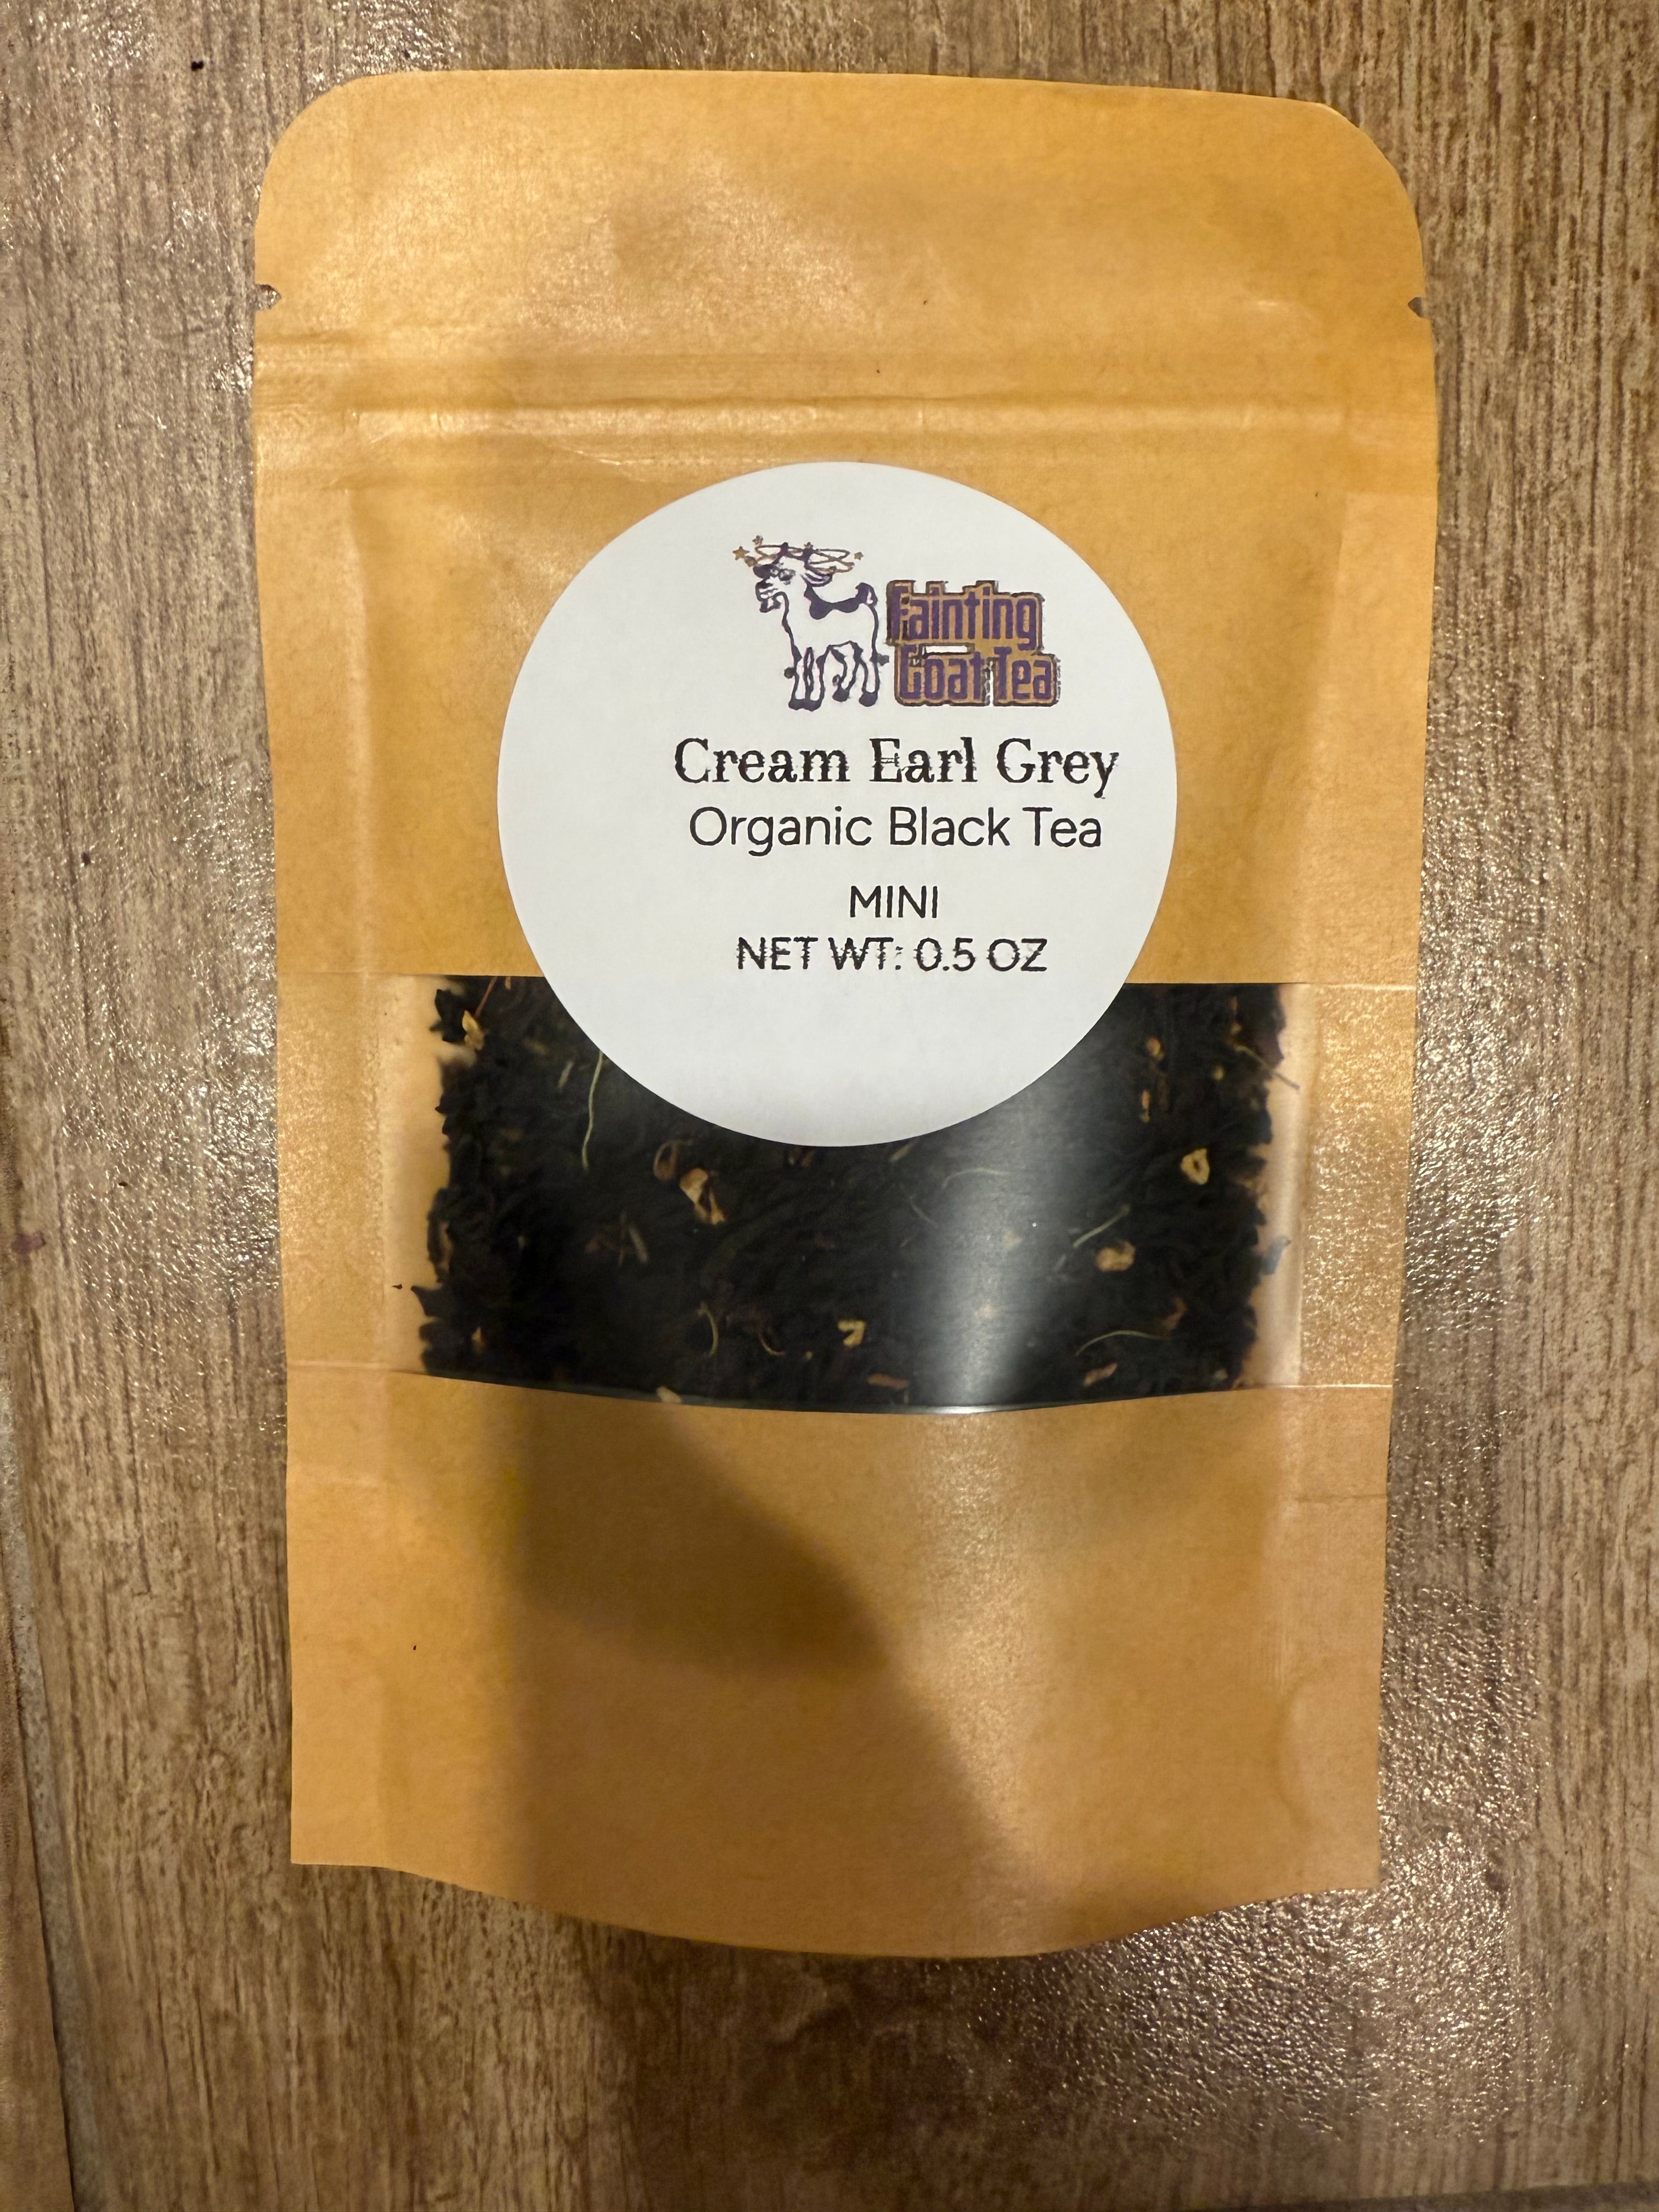 Fainting
Goat Tea
Cream Earl Grey
Organic Black Tea
MINI
NET WT: 0.5 OZ